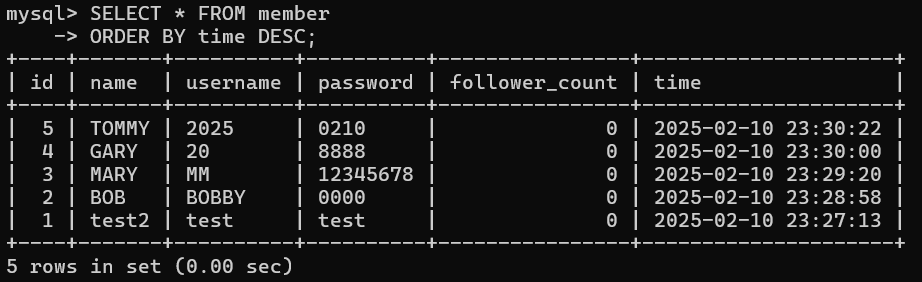 mysql> SELECT * FROM member
    -> ORDER BY time DESC;
+----+-------+----------+----------+----------------+---------------------+
| id | name  | username | password | follower_count | time                |
+----+-------+----------+----------+----------------+---------------------+
|  5 | TOMMY | 2025     | 0210     |              0 | 2025-02-10 23:30:22 |
|  4 | GARY  | 20       | 8888     |              0 | 2025-02-10 23:30:00 |
|  3 | MARY  | MM       | 12345678 |              0 | 2025-02-10 23:29:20 |
|  2 | BOB   | BOBBY    | 0000     |              0 | 2025-02-10 23:28:58 |
|  1 | test2 | test     | test     |              0 | 2025-02-10 23:27:13 |
+----+-------+----------+----------+----------------+---------------------+
5 rows in set (0.00 sec)